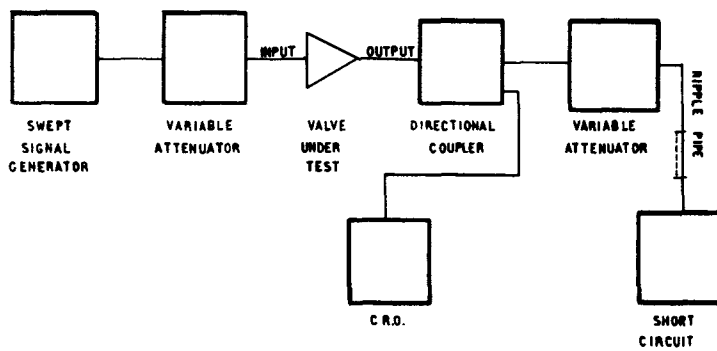 INPUT
OUTPUT
RIPPLE PIPE
SWEPT
SIGNAL
GENERATOR
VARIABLE
ATTENUATOR
VALVE
UNDER
TEST
DIRECTIONAL
COUPLER
VARIABLE
ATTENUATOR
C.R.O.
SHORT
CIRCUIT